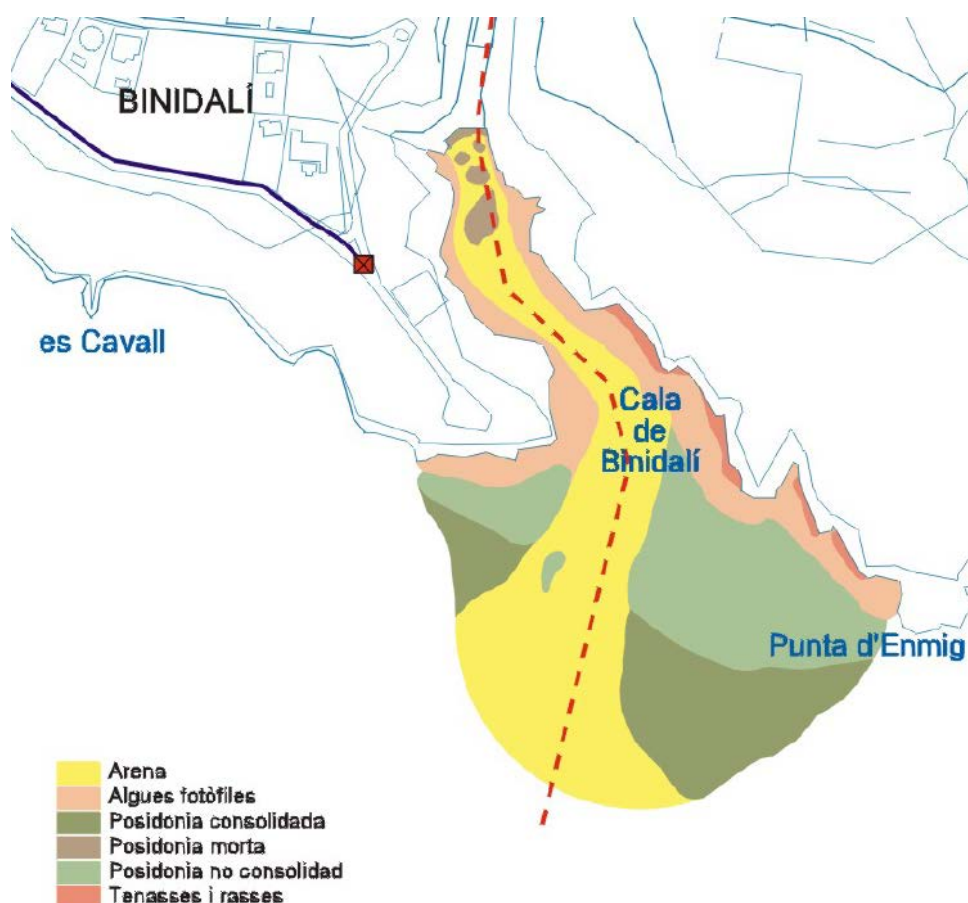 BINIDALÍ
es Cavall
Cala
de
Binidalí
Punta d'Enmig
Arena
Algues fotòfiles
Posidonia consolidada
Posidonia morta
Posidonia no consolidad
Tenasses i rasses